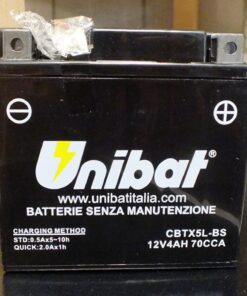 Unibat
www.unibatitalia.com
BATTERIE SENZA MANUTENZIONE
CHARGING METHOD
CBTX5L-BS
STD:0.5Ax5~10h
12V4AH 70CCA
QUICK:2.0Ax1h